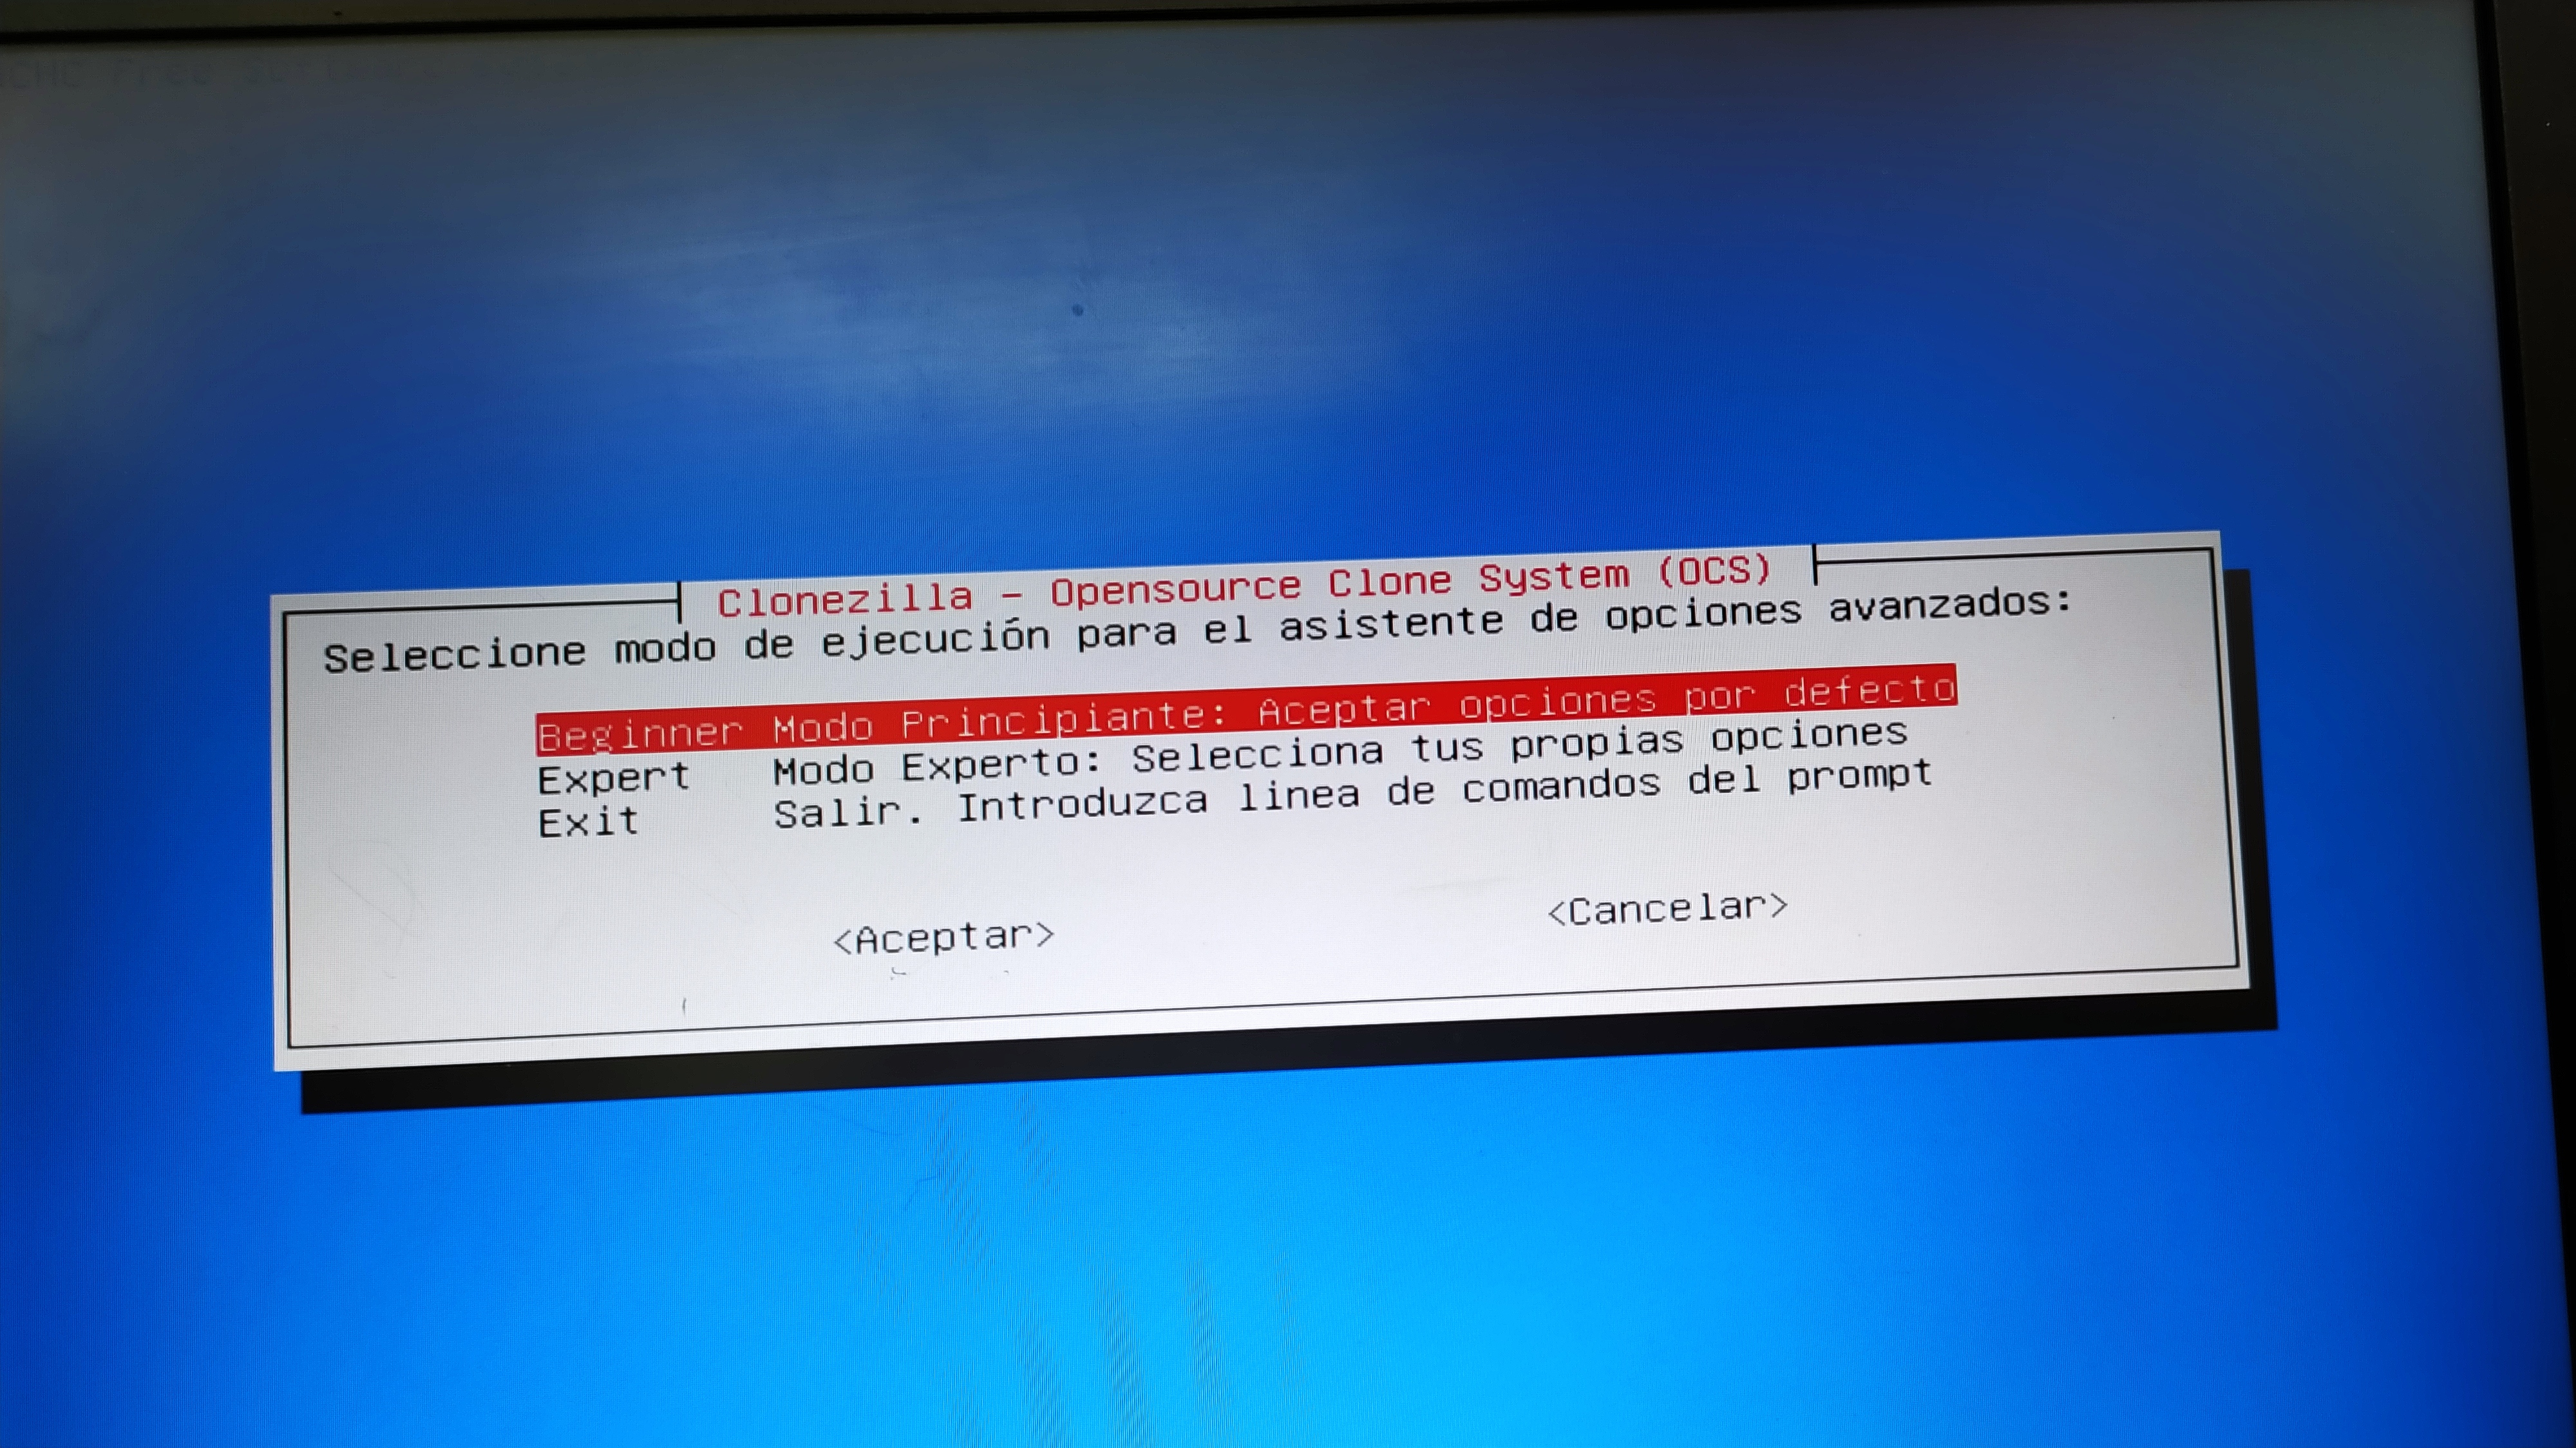 Free
Clonezilla - Opensource Clone System (OCS)
Seleccione modo de ejecución para el asistente de opciones avanzados:
Beginner Modo Principiante: Aceptar opciones por defecto
Expert Modo Experto: Selecciona tus propias opciones
Exit Salir. Introduzca linea de comandos del prompt
<Aceptar> <Cancelar>